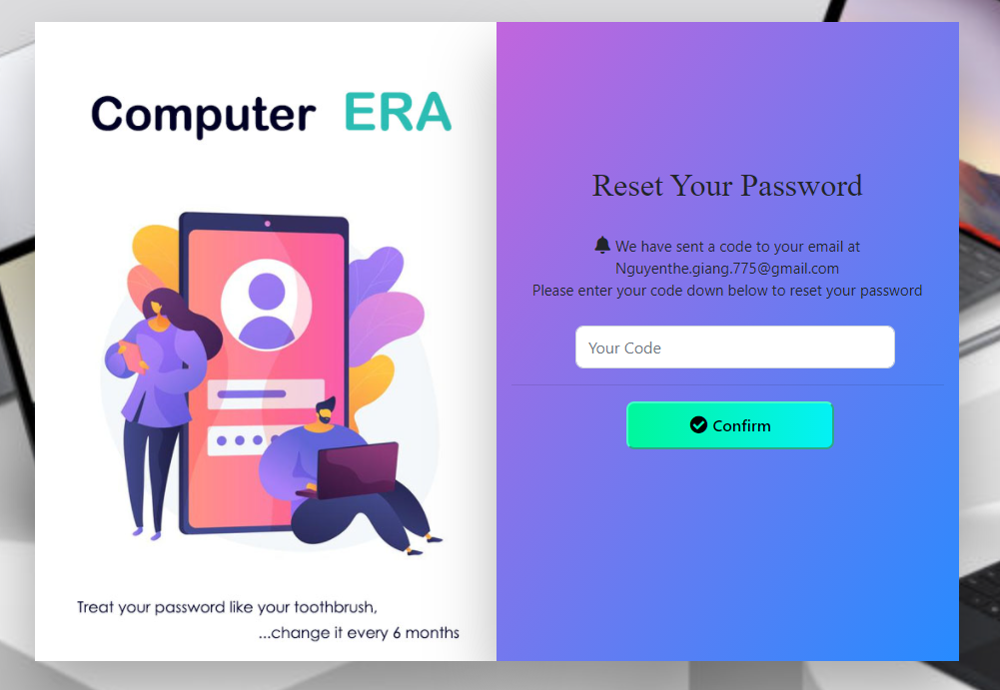 Computer ERA
Treat your password like your toothbrush,
...change it every 6 months
Reset Your Password
We have sent a code to your email at
Nguyenthe.giang.775@gmail.com
Please enter your code down below to reset your password
Your Code
Confirm